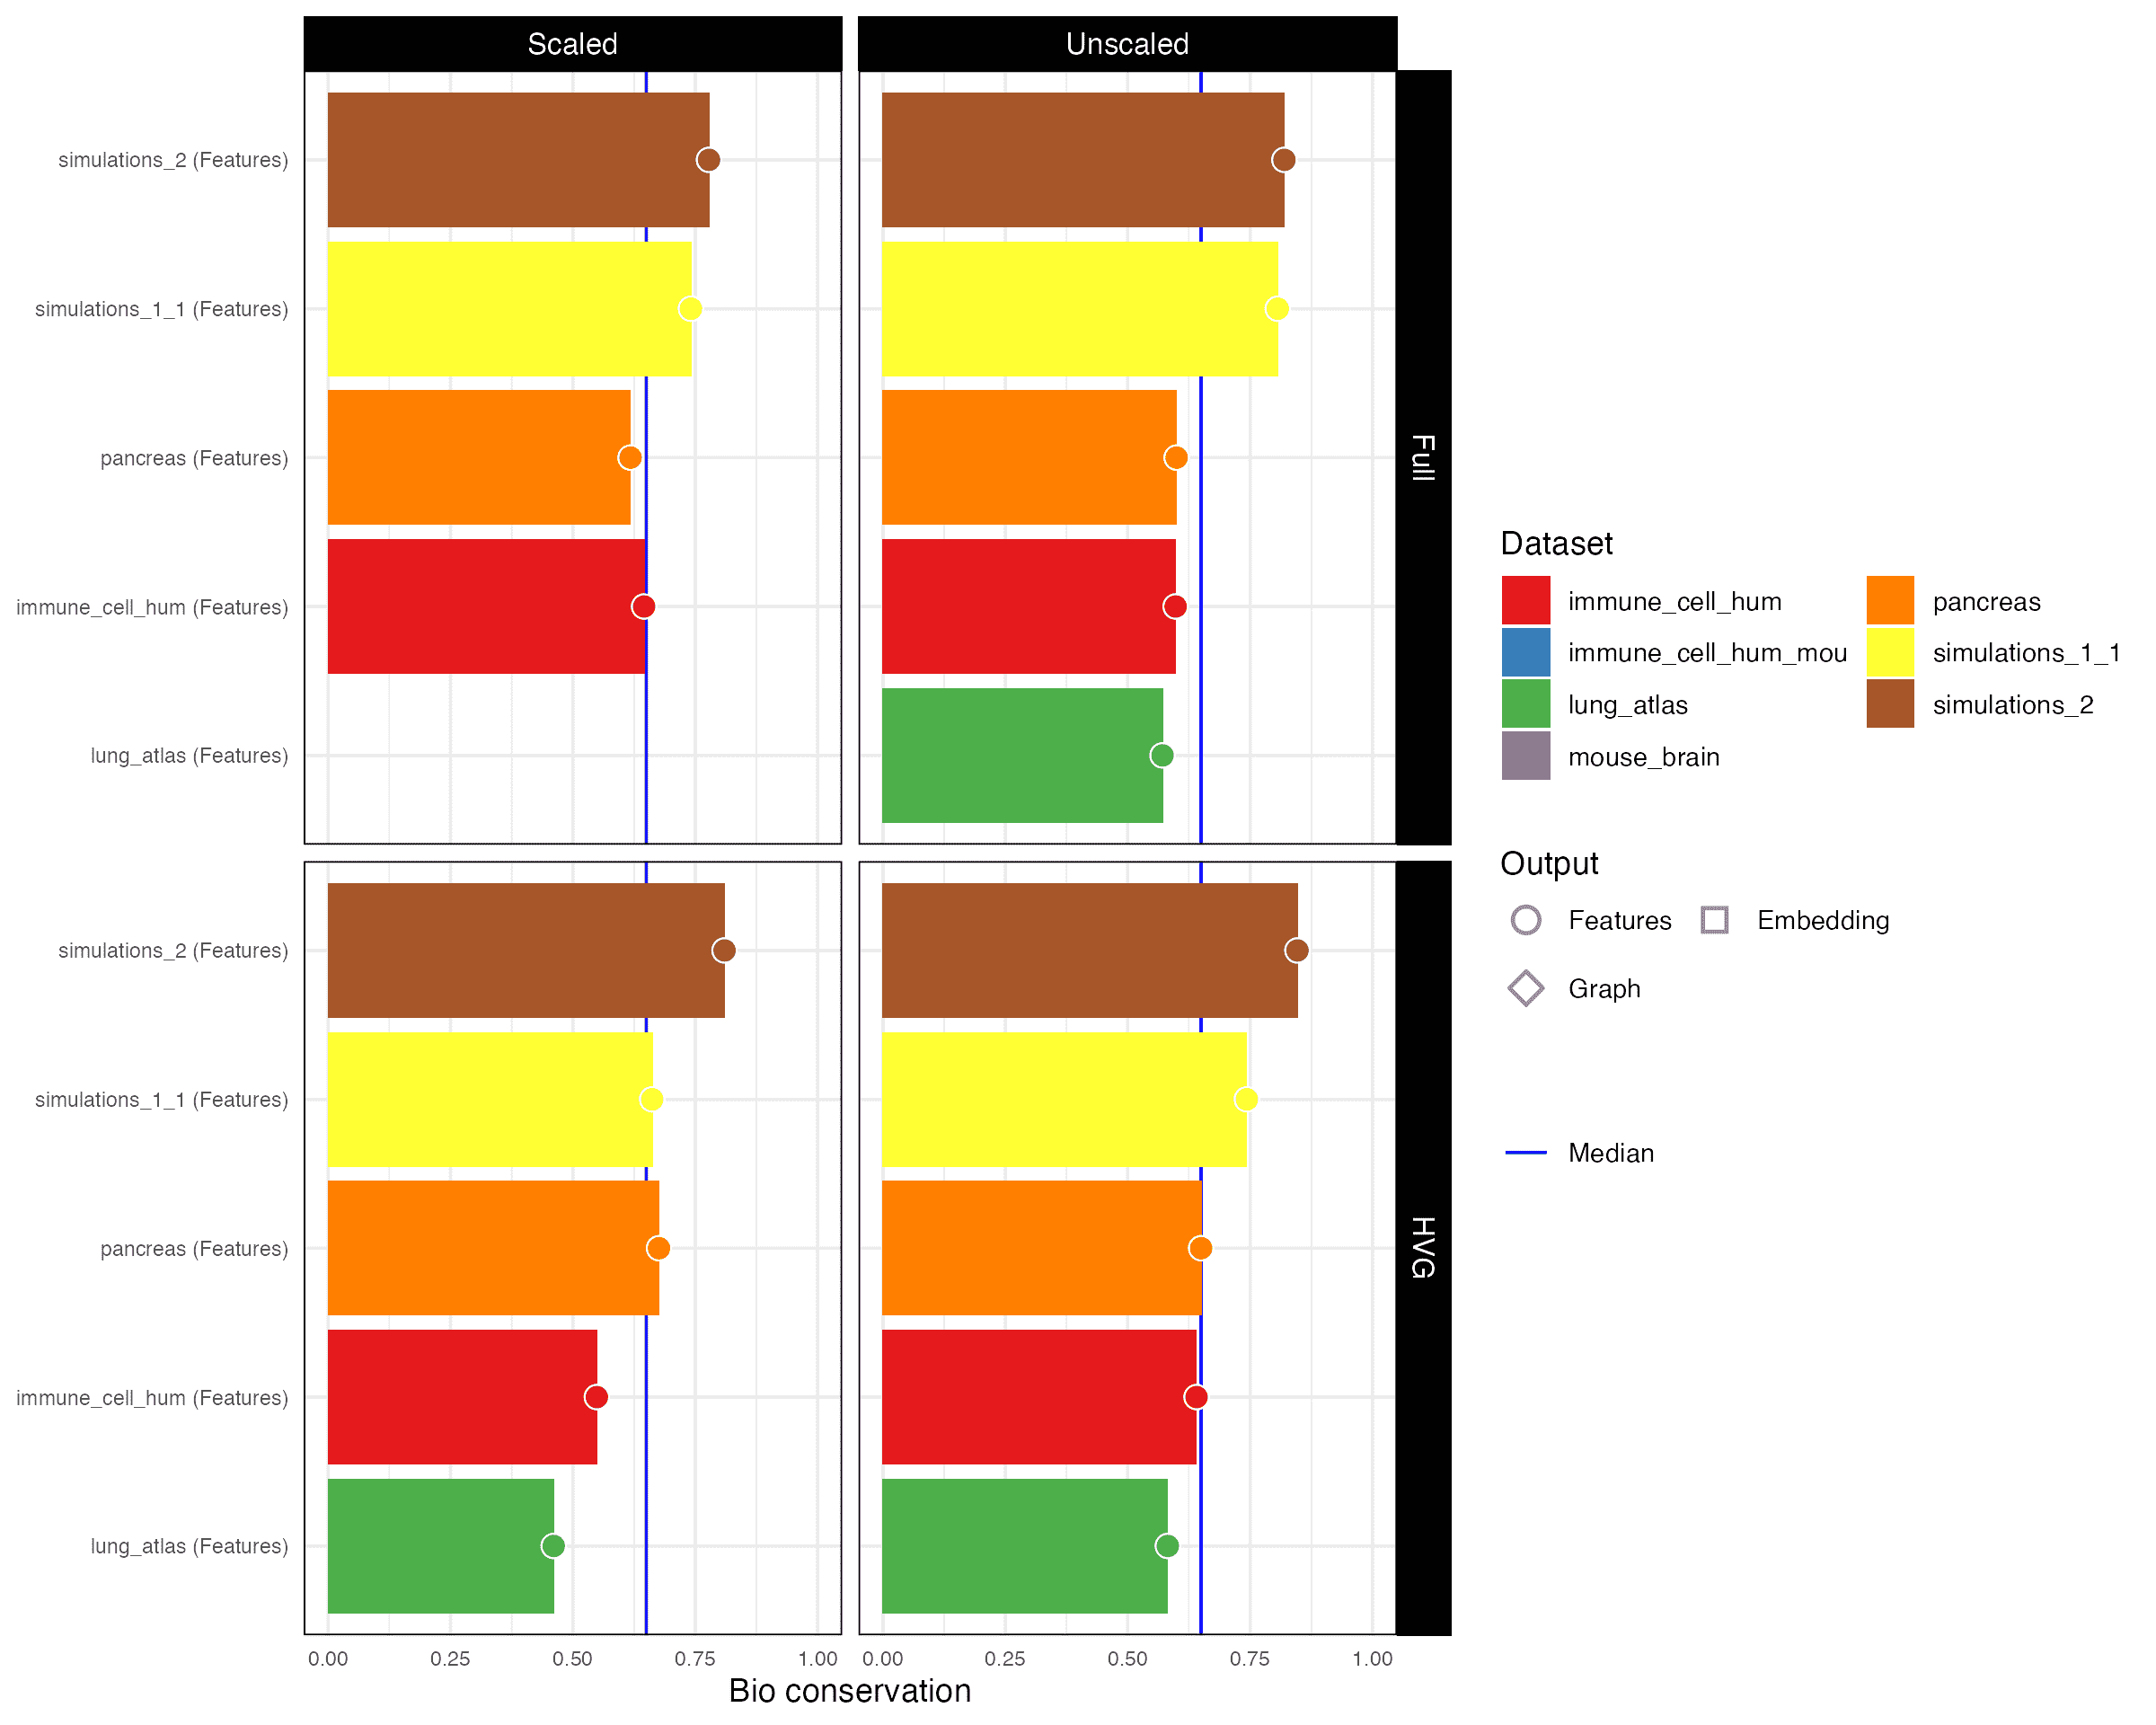 Scaled
Unscaled
simulations_2 (Features)
simulations_1_1 (Features)
pancreas (Features)
immune_cell_hum (Features)
lung_atlas (Features)
Full
simulations_2 (Features)
simulations_1_1 (Features)
pancreas (Features)
immune_cell_hum (Features)
lung_atlas (Features)
HVG
0.00 0.25 0.50 0.75 1.00 0.00 0.25 0.50 0.75 1.00
Bio conservation
Dataset
immune_cell_hum pancreas
immune_cell_hum_mou simulations_1_1
lung_atlas simulations_2
mouse_brain
Output
Features Embedding
Graph
Median